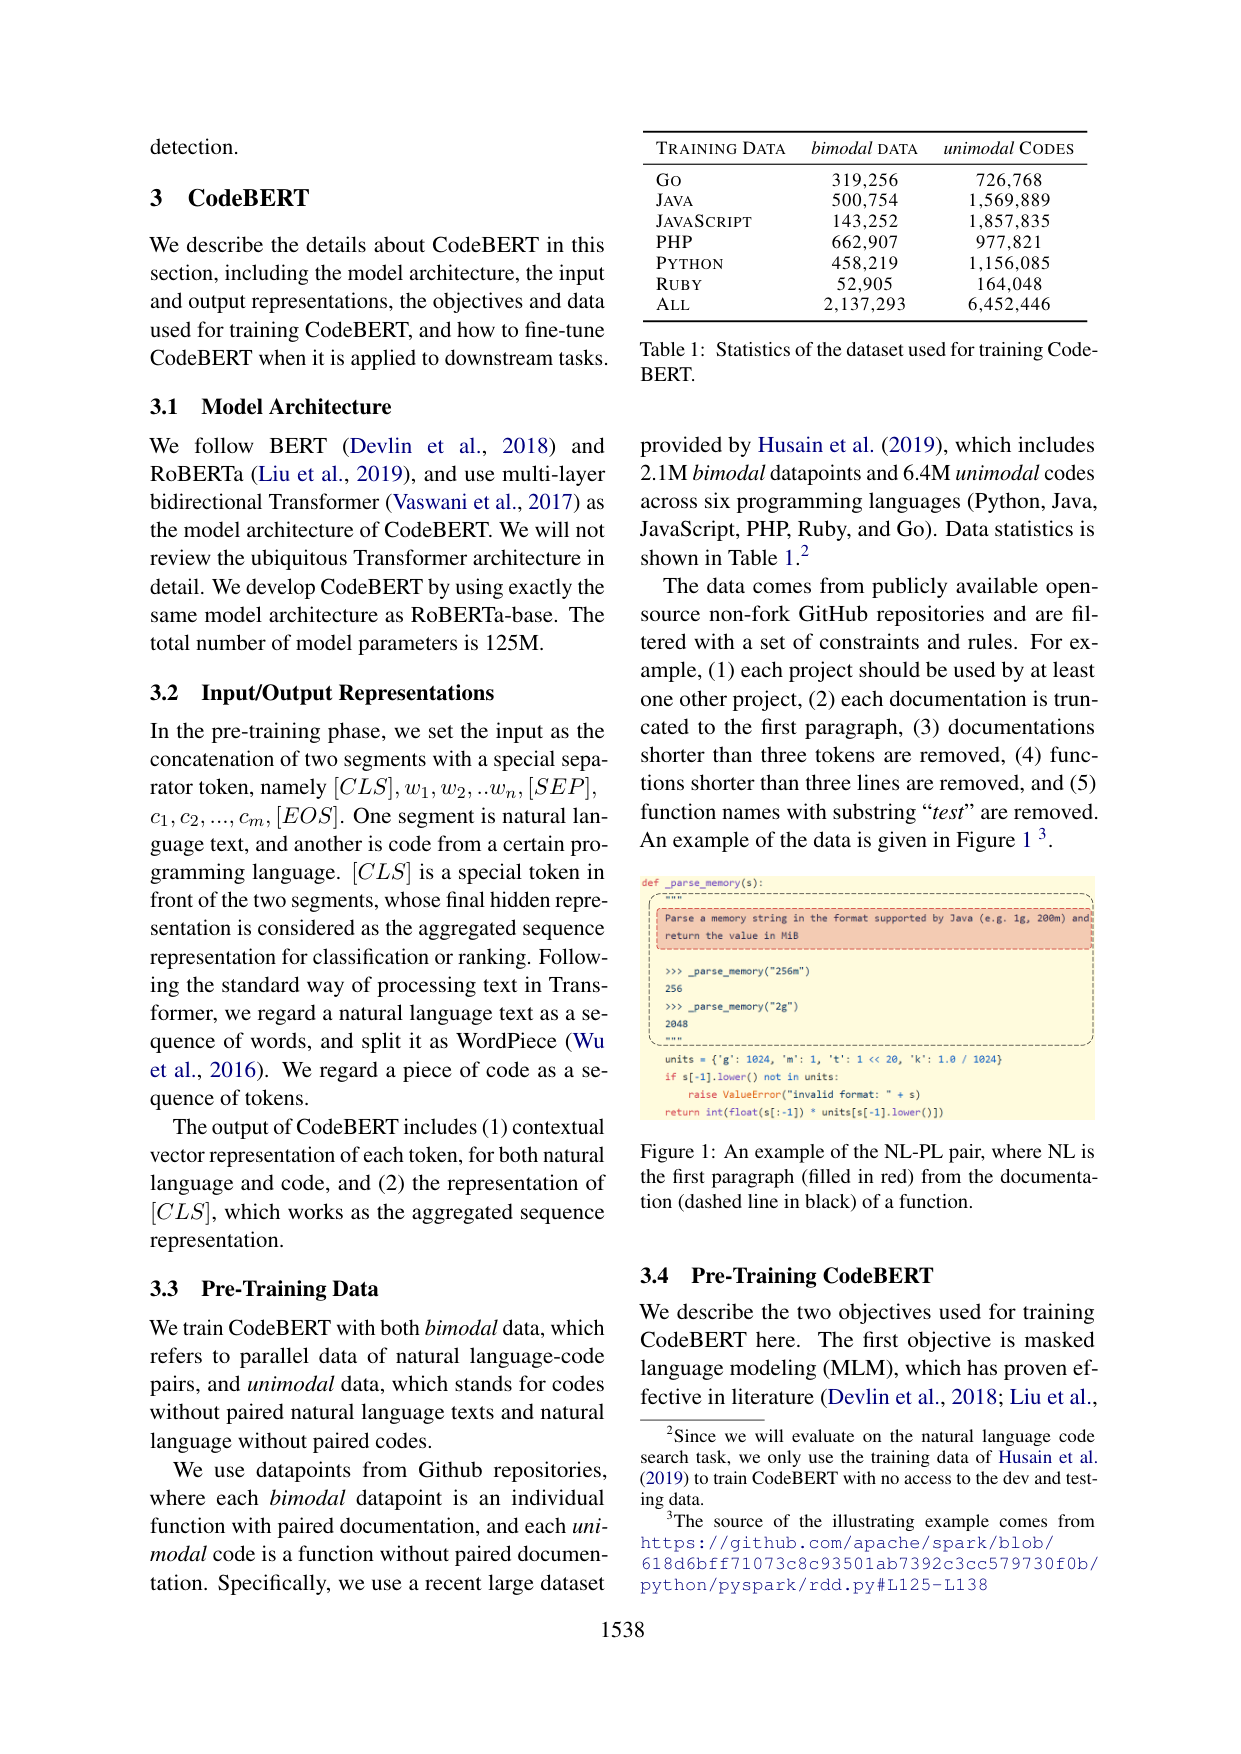 detection.
3 CodeBERT
We describe the details about CodeBERT in this
section, including the model architecture, the input
and output representations, the objectives and data
used for training CodeBERT, and how to fine-tune
CodeBERT when it is applied to downstream tasks.
3.1 Model Architecture
We follow BERT (Devlin et al., 2018) and
RoBERTa (Liu et al., 2019), and use multi-layer
bidirectional Transformer (Vaswani et al., 2017) as
the model architecture of CodeBERT. We will not
review the ubiquitous Transformer architecture in
detail. We develop CodeBERT by using exactly the
same model architecture as RoBERTa-base. The
total number of model parameters is 125M.
3.2 Input/Output Representations
In the pre-training phase, we set the input as the
concatenation of two segments with a special sepa-
rator token, namely [CLS], w1, w2, ..wn, [SEP],
c1, c2, ..., cm, [EOS]. One segment is natural lan-
guage text, and another is code from a certain pro-
gramming language. [CLS] is a special token in
front of the two segments, whose final hidden repre-
sentation is considered as the aggregated sequence
representation for classification or ranking. Follow-
ing the standard way of processing text in Trans-
former, we regard a natural language text as a se-
quence of words, and split it as WordPiece (Wu
et al., 2016). We regard a piece of code as a se-
quence of tokens.
The output of CodeBERT includes (1) contextual
vector representation of each token, for both natural
language and code, and (2) the representation of
[CLS], which works as the aggregated sequence
representation.
3.3 Pre-Training Data
We train CodeBERT with both bimodal data, which
refers to parallel data of natural language-code
pairs, and unimodal data, which stands for codes
without paired natural language texts and natural
language without paired codes.
We use datapoints from Github repositories,
where each bimodal datapoint is an individual
function with paired documentation, and each uni-
modal code is a function without paired documen-
tation. Specifically, we use a recent large dataset
TRAINING DATA bimodal DATA unimodal CODES
GO 319,256 726,768
JAVA 500,754 1,569,889
JAVASCRIPT 143,252 1,857,835
PHP 662,907 977,821
PYTHON 458,219 1,156,085
RUBY 52,905 164,048
ALL 2,137,293 6,452,446
Table 1: Statistics of the dataset used for training Code-
BERT.
provided by Husain et al. (2019), which includes
2.1M bimodal datapoints and 6.4M unimodal codes
across six programming languages (Python, Java,
JavaScript, PHP, Ruby, and Go). Data statistics is
shown in Table 1.2
The data comes from publicly available open-
source non-fork GitHub repositories and are fil-
tered with a set of constraints and rules. For ex-
ample, (1) each project should be used by at least
one other project, (2) each documentation is trun-
cated to the first paragraph, (3) documentations
shorter than three tokens are removed, (4) func-
tions shorter than three lines are removed, and (5)
function names with substring “test” are removed.
An example of the data is given in Figure 1 3.
def _parse_memory(s):
"""
Parse a memory string in the format supported by Java (e.g. 1g, 200m) and
return the value in MiB
>>> _parse_memory("256m")
256
>>> _parse_memory("2g")
2048
"""
units = {'g': 1024, 'm': 1, 't': 1 << 20, 'k': 1.0 / 1024}
if s[-1].lower() not in units:
raise ValueError("invalid format: " + s)
return int(float(s[:-1]) * units[s[-1].lower()])
Figure 1: An example of the NL-PL pair, where NL is
the first paragraph (filled in red) from the documenta-
tion (dashed line in black) of a function.
3.4 Pre-Training CodeBERT
We describe the two objectives used for training
CodeBERT here. The first objective is masked
language modeling (MLM), which has proven ef-
fective in literature (Devlin et al., 2018; Liu et al.,
2Since we will evaluate on the natural language code
search task, we only use the training data of Husain et al.
(2019) to train CodeBERT with no access to the dev and test-
ing data.
3The source of the illustrating example comes from
https://github.com/apache/spark/blob/
618d6bff71073c8c93501ab7392c3cc579730f0b/
python/pyspark/rdd.py#L125-L138
1538